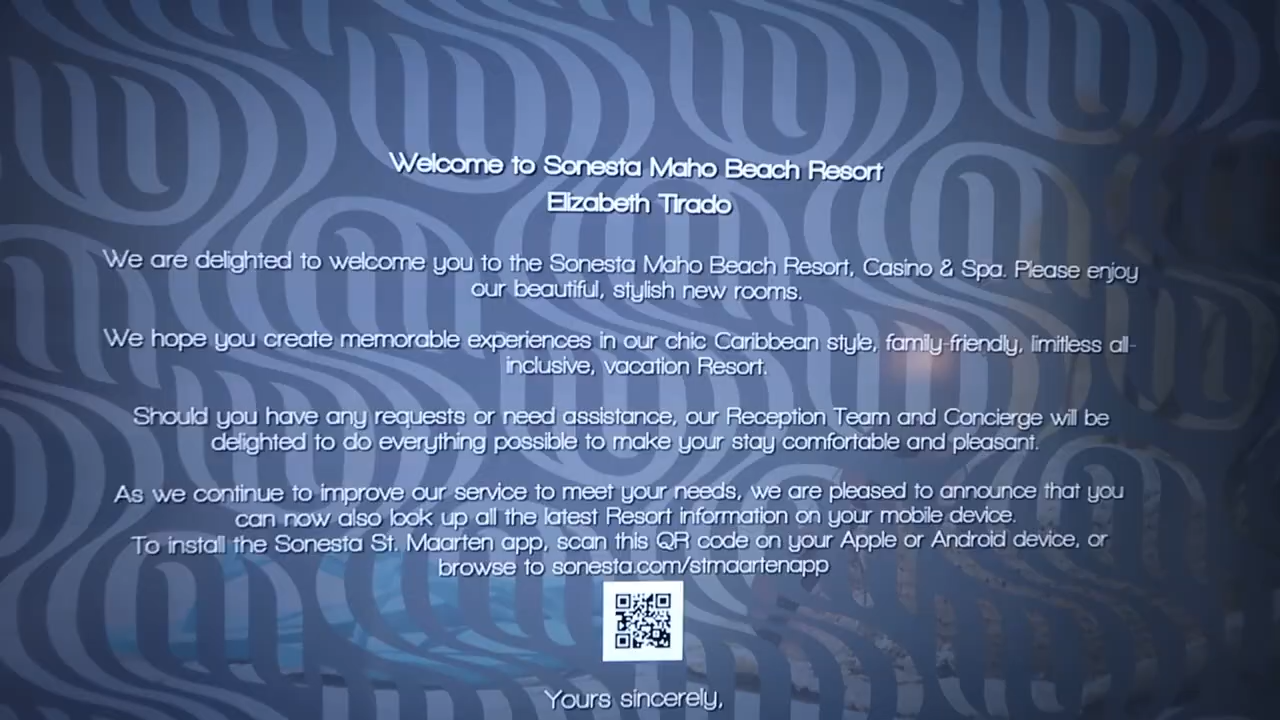 Welcome to Sonesta Maho Beach Resort
Elizabeth Tirado
We are delighted to welcome you to the Sonesta Maho Beach Resort, Casino & Spa. Please enjoy
our beautiful, stylish new rooms.
We hope you create memorable experiences in our chic Caribbean style, family-friendly, limitless all-
inclusive, vacation Resort.
Should you have any requests or need assistance, our Reception Team and Concierge will be
delighted to do everything possible to make your stay comfortable and pleasant.
As we continue to improve our service to meet your needs, we are pleased to announce that you
can now also look up all the latest Resort information on your mobile device.
To install the Sonesta St. Maarten app, scan this QR code on your Apple or Android device, or
browse to sonesta.com/stmaartenapp
Yours sincerely,